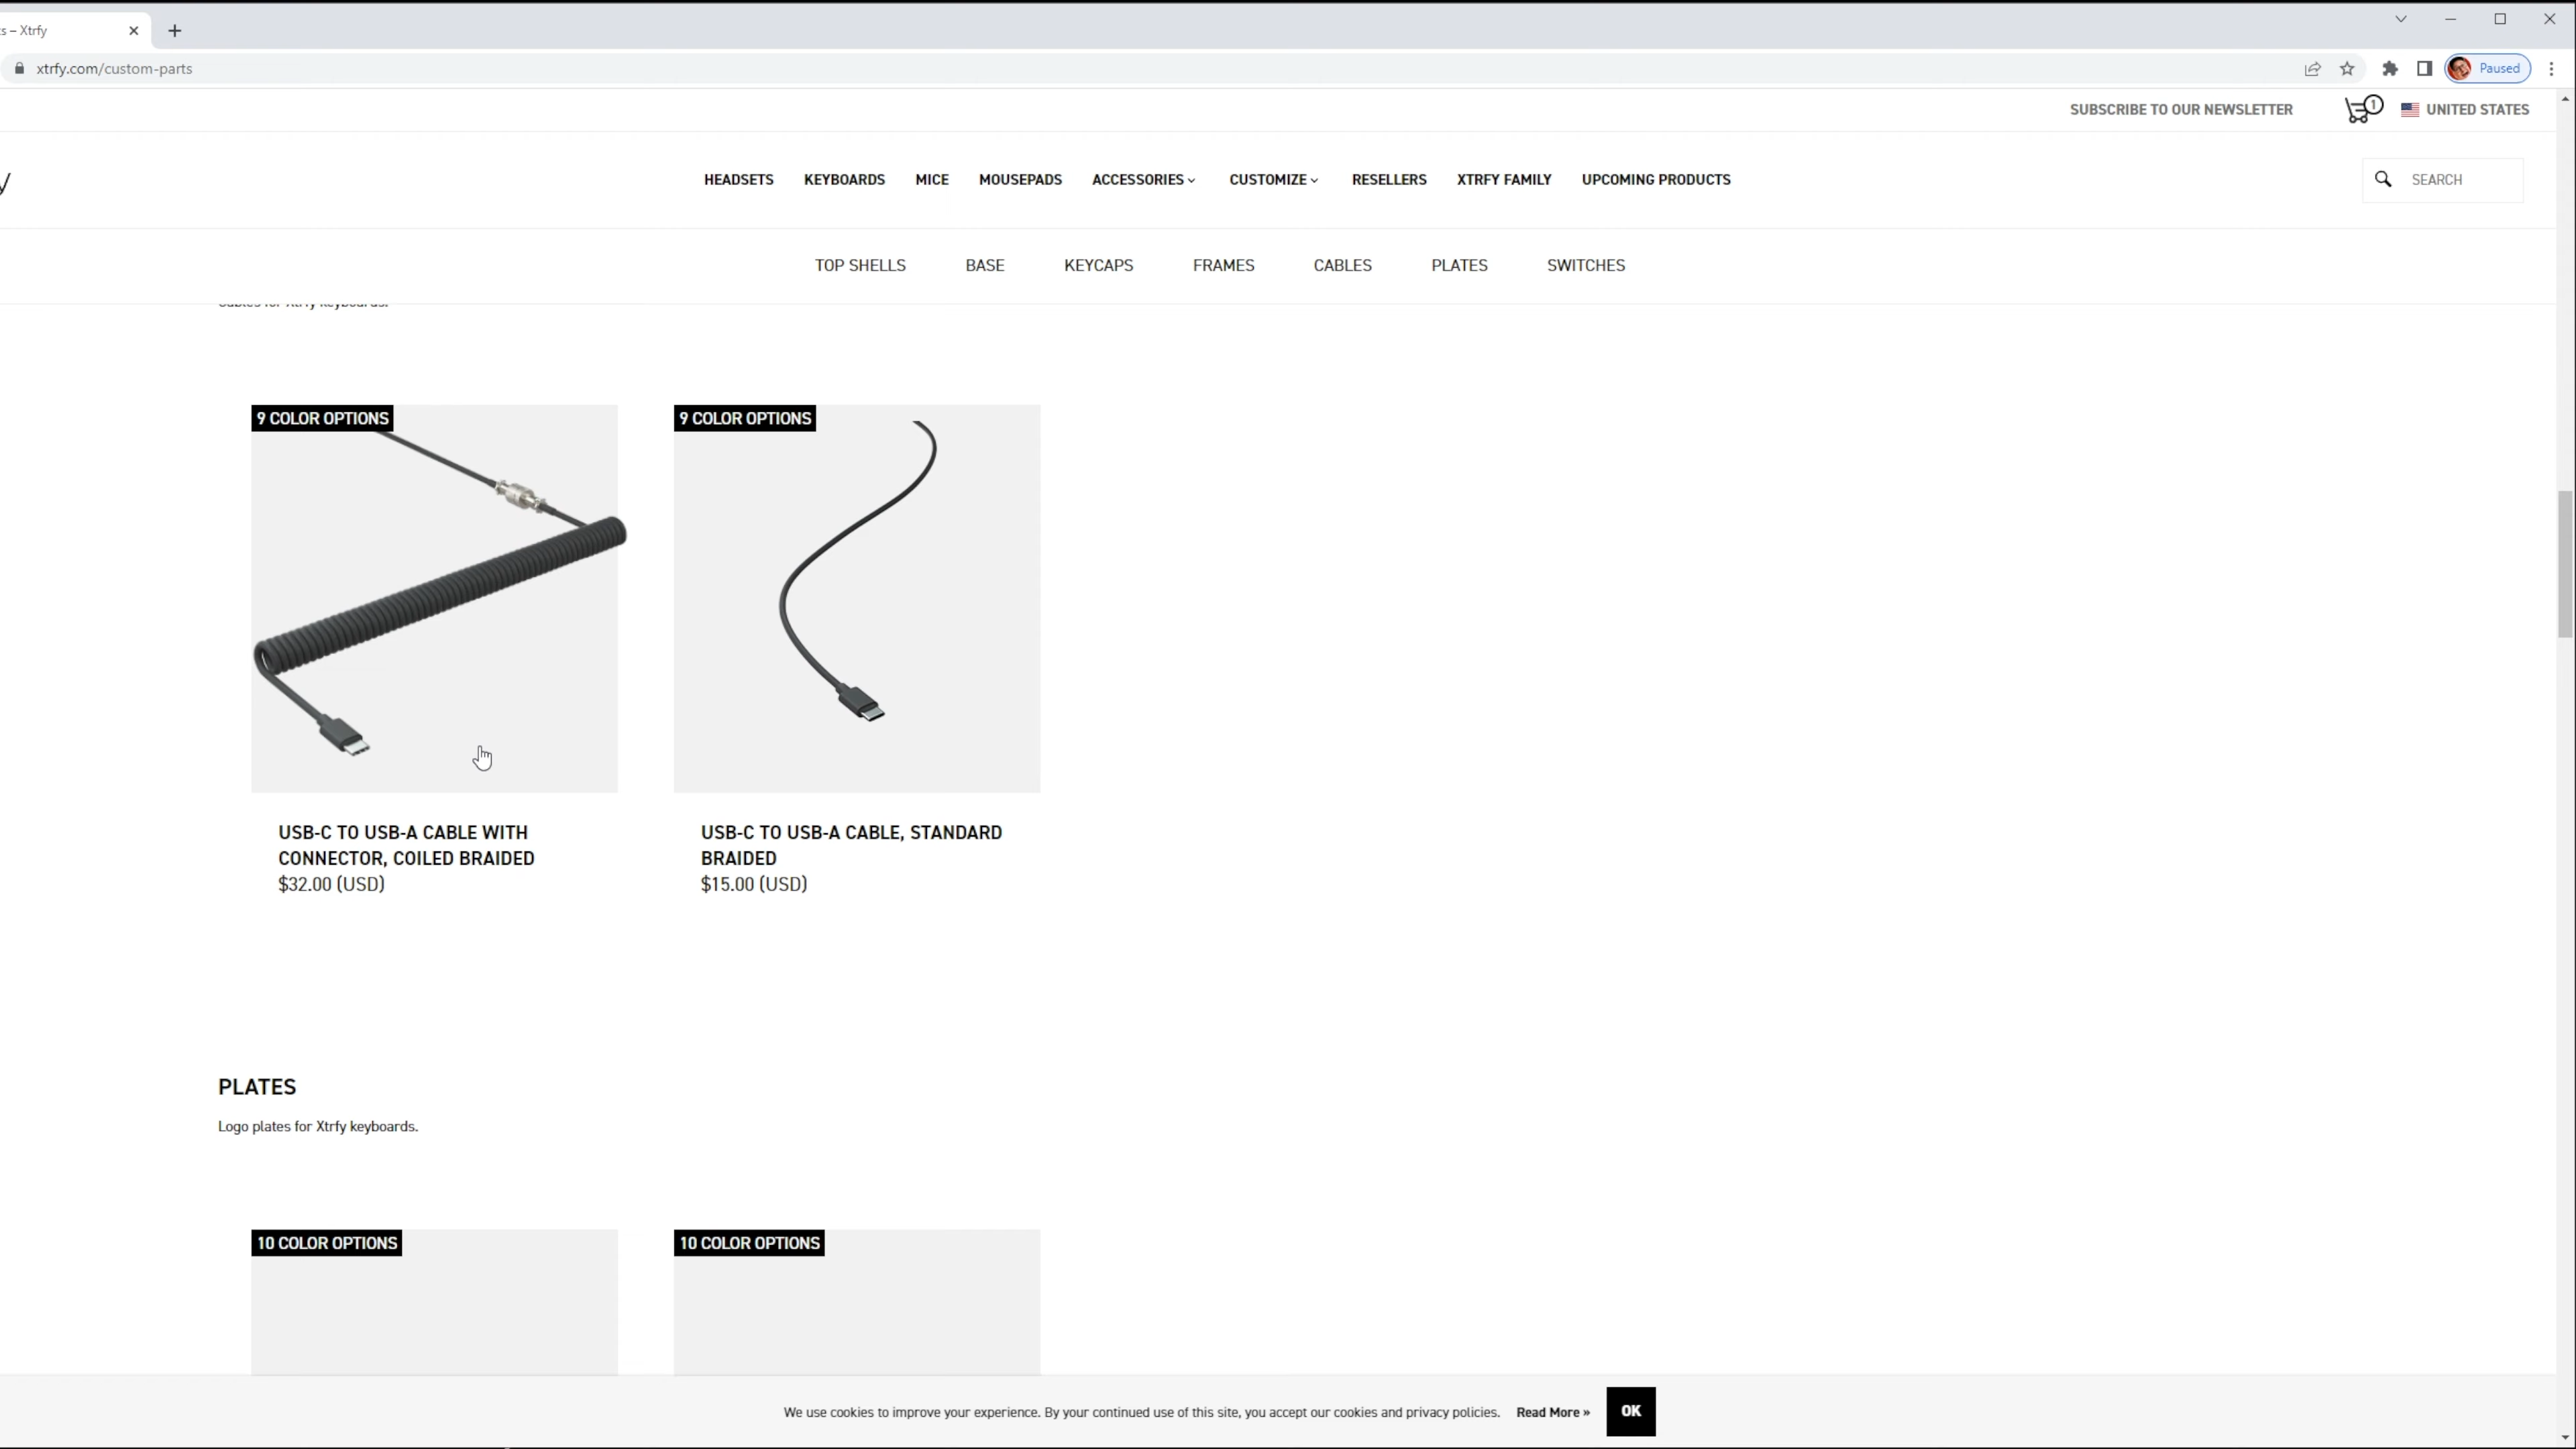 s – Xtrfy
xtrfy.com/custom-parts
Paused
SUBSCRIBE TO OUR NEWSLETTER
1
UNITED STATES
HEADSETS KEYBOARDS MICE MOUSEPADS ACCESSORIES CUSTOMIZE RESELLERS XTRFY FAMILY UPCOMING PRODUCTS
SEARCH
TOP SHELLS BASE KEYCAPS FRAMES CABLES PLATES SWITCHES
Cables for Xtrfy keyboards.
9 COLOR OPTIONS
USB-C TO USB-A CABLE WITH
CONNECTOR, COILED BRAIDED
$32.00 (USD)
9 COLOR OPTIONS
USB-C TO USB-A CABLE, STANDARD
BRAIDED
$15.00 (USD)
PLATES
Logo plates for Xtrfy keyboards.
10 COLOR OPTIONS
10 COLOR OPTIONS
We use cookies to improve your experience. By your continued use of this site, you accept our cookies and privacy policies. Read More » OK